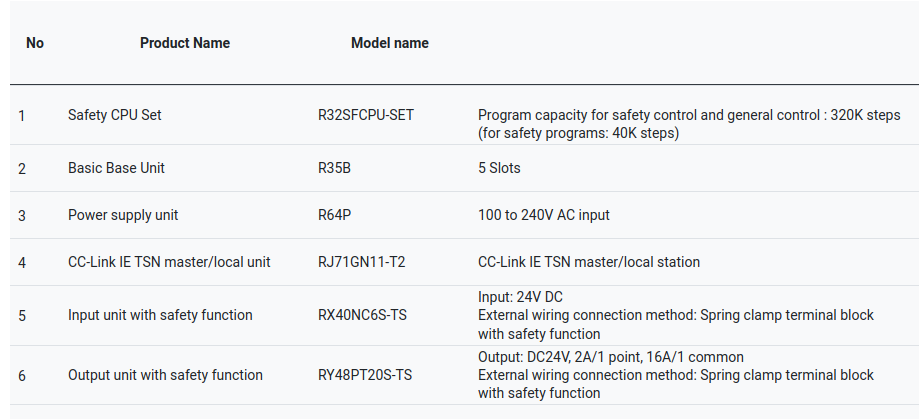 No Product Name Model name
1 Safety CPU Set R32SFCPU-SET Program capacity for safety control and general control : 320K steps
(for safety programs: 40K steps)
2 Basic Base Unit R35B 5 Slots
3 Power supply unit R64P 100 to 240V AC input
4 CC-Link IE TSN master/local unit RJ71GN11-T2 CC-Link IE TSN master/local station
Input: 24V DC
5 Input unit with safety function RX40NC6S-TS External wiring connection method: Spring clamp terminal block
with safety function
Output: DC24V, 2A/1 point, 16A/1 common
6 Output unit with safety function RY48PT20S-TS External wiring connection method: Spring clamp terminal block
with safety function